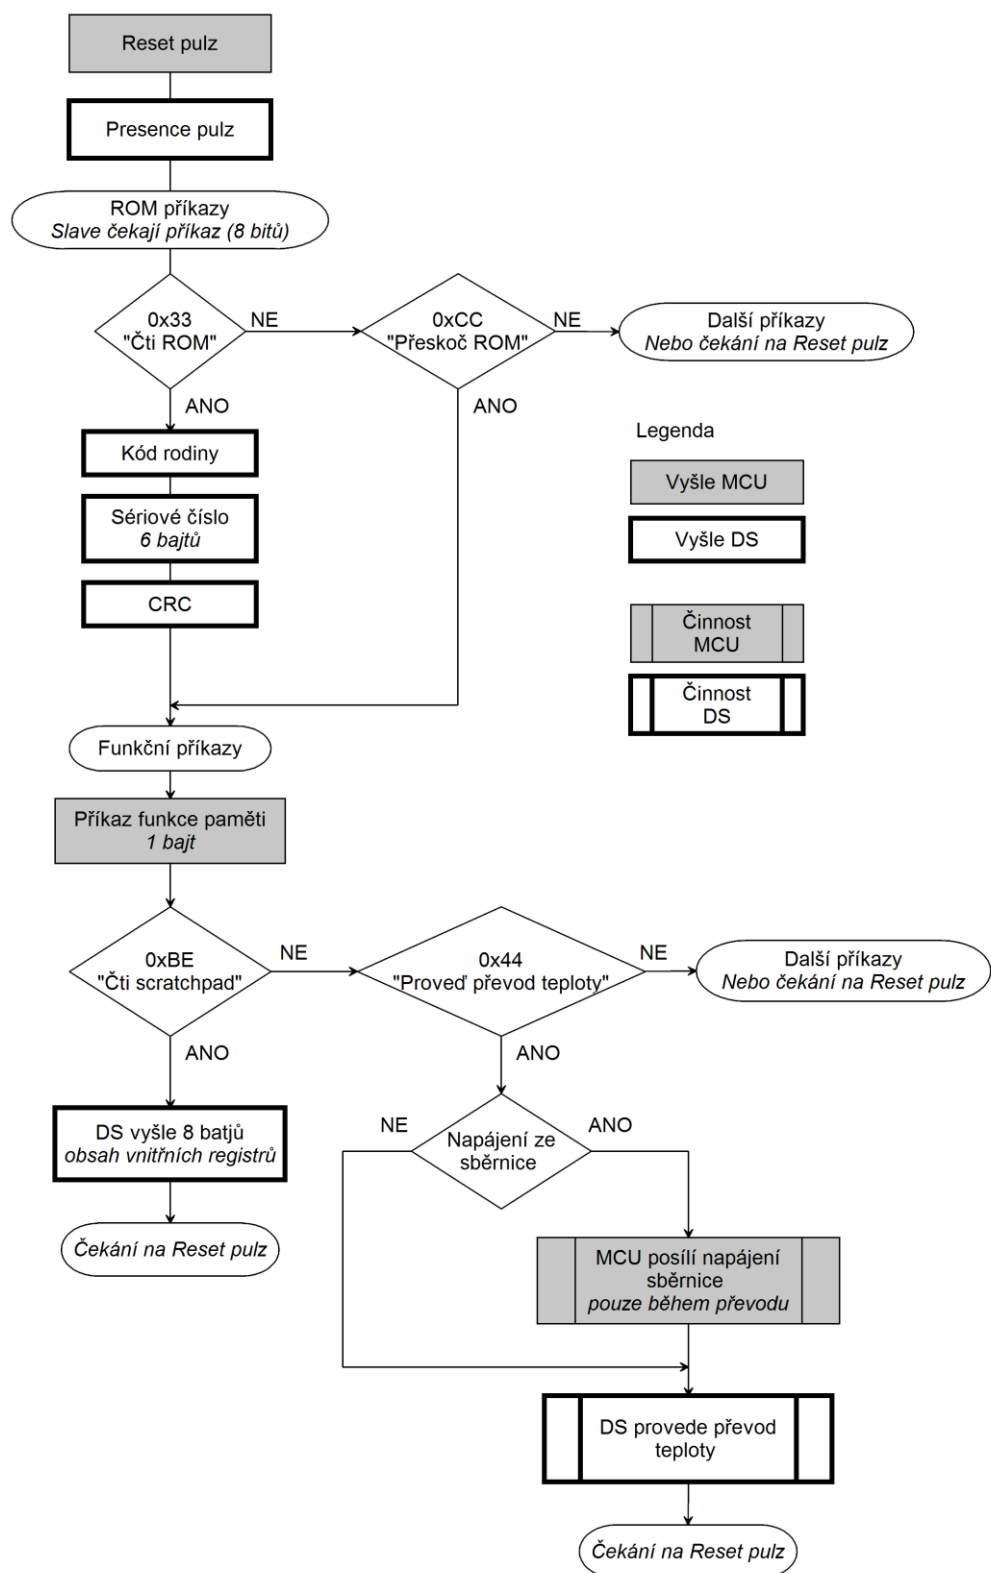 Reset pulz
Presence pulz
ROM příkazy
Slave čekají příkaz (8 bitů)
0x33
"Čti ROM"
NE
0xCC
"Přeskoč ROM"
NE
Další příkazy
Nebo čekání na Reset pulz
ANO
ANO
Kód rodiny
Sériové číslo
6 bajtů
CRC
Legenda
Vyšle MCU
Vyšle DS
Činnost
MCU
Činnost
DS
Funkční příkazy
Příkaz funkce paměti
1 bajt
0xBE
"Čti scratchpad"
NE
0x44
"Proveď převod teploty"
NE
Další příkazy
Nebo čekání na Reset pulz
ANO
ANO
DS vyšle 8 batjů
obsah vnitřních registrů
Čekání na Reset pulz
NE
Napájení ze
sběrnice
ANO
MCU posílí napájení
sběrnice
pouze během převodu
DS provede převod
teploty
Čekání na Reset pulz